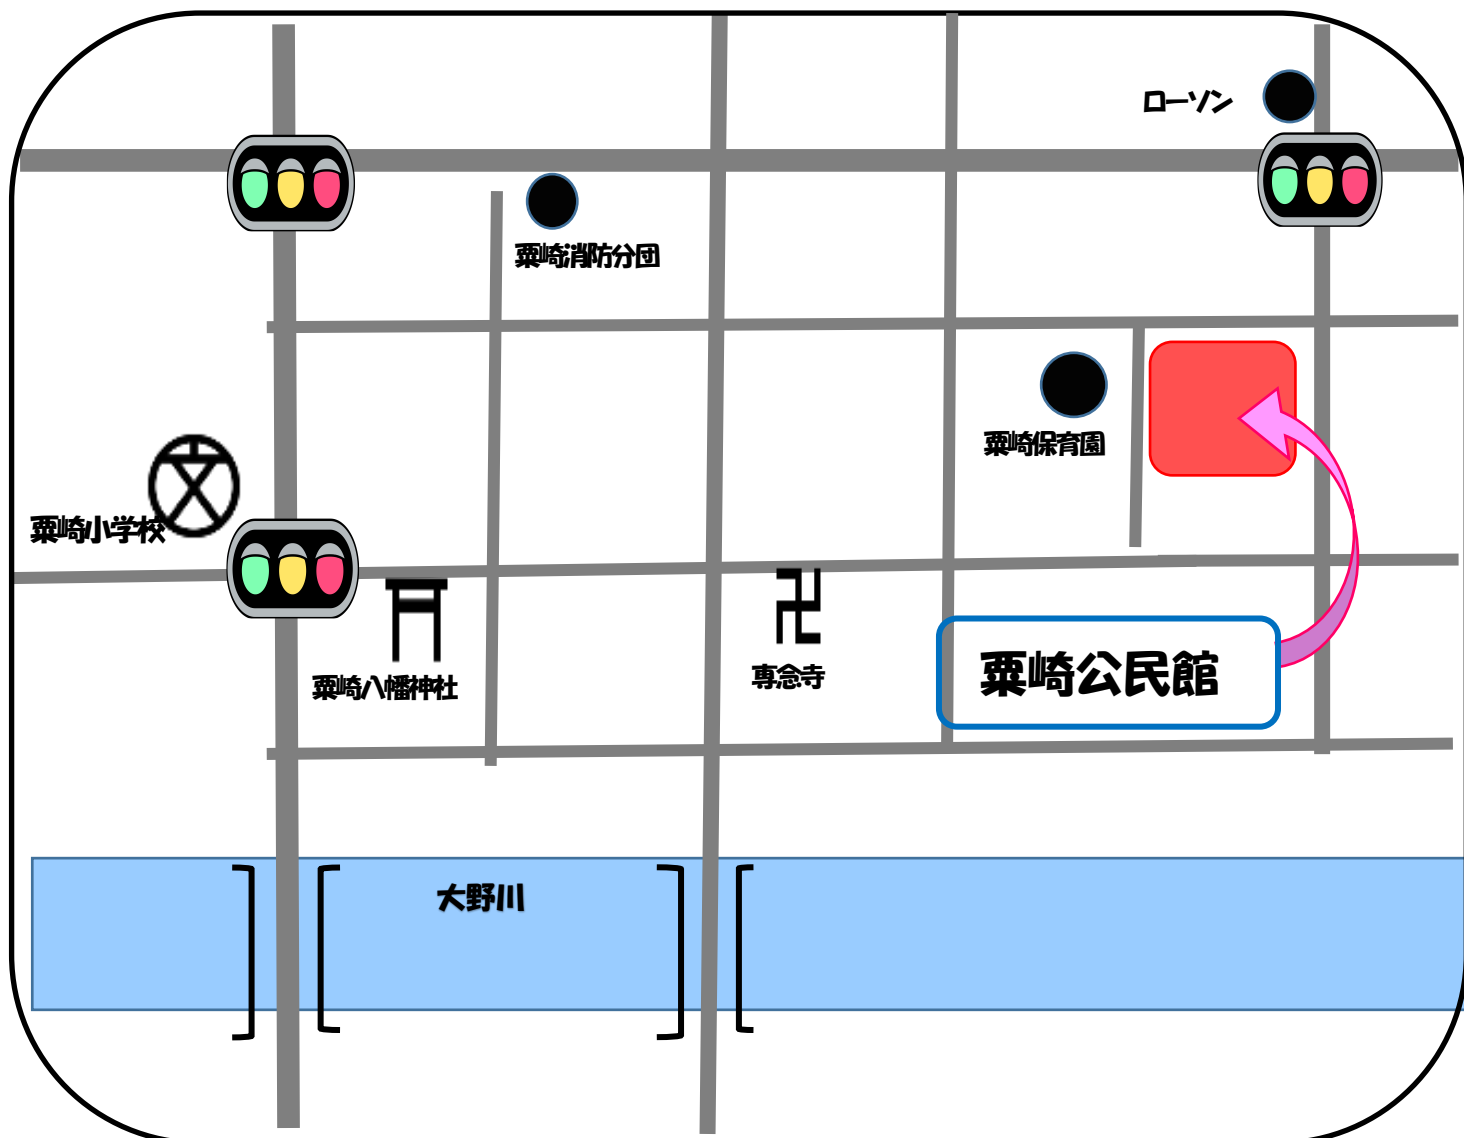 ローソン
粟崎消防分団
粟崎保育園
粟崎小学校
粟崎八幡神社
専念寺
粟崎公民館
大野川